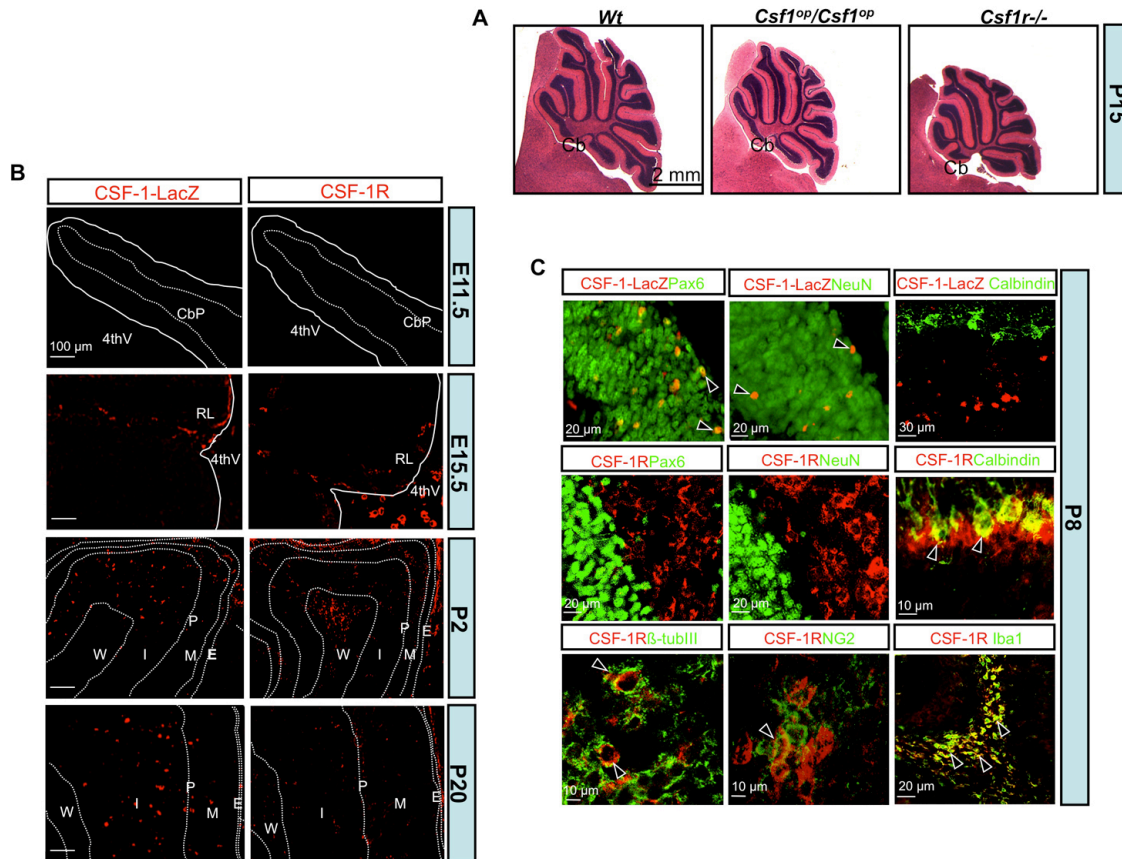 A
Wt
Csf1op/Csf1op
Csf1r-/-
Cb
2 mm
Cb
Cb
P15
B
CSF-1-LacZ
CSF-1R
CbP
4thV
100 µm
CbP
4thV
E11.5
RL
4thV
RL
4thV
E15.5
W
I
P
M
E
W
I
P
M
E
P2
W
I
P
M
E
W
I
P
M
E
P20
C
CSF-1-LacZPax6
CSF-1-LacZNeuN
CSF-1-LacZ Calbindin
20 µm
20 µm
30 µm
CSF-1RPax6
CSF-1RNeuN
CSF-1RCalbindin
20 µm
20 µm
10 µm
CSF-1Rß-tubIII
CSF-1RNG2
CSF-1R Iba1
10 µm
10 µm
20 µm
P8